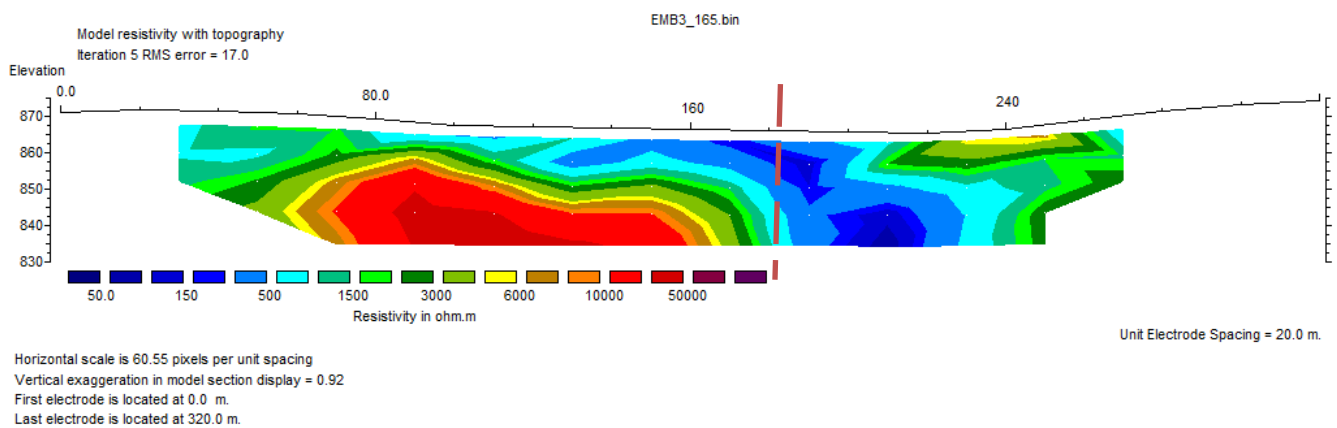 EMB3_165.bin
Model resistivity with topography
Iteration 5 RMS error = 17.0
Elevation
0.0 80.0 160 240
870
860
850
840
830
50.0 150 500 1500 3000 6000 10000 50000
Resistivity in ohm.m
Unit Electrode Spacing = 20.0 m.
Horizontal scale is 60.55 pixels per unit spacing
Vertical exaggeration in model section display = 0.92
First electrode is located at 0.0 m.
Last electrode is located at 320.0 m.